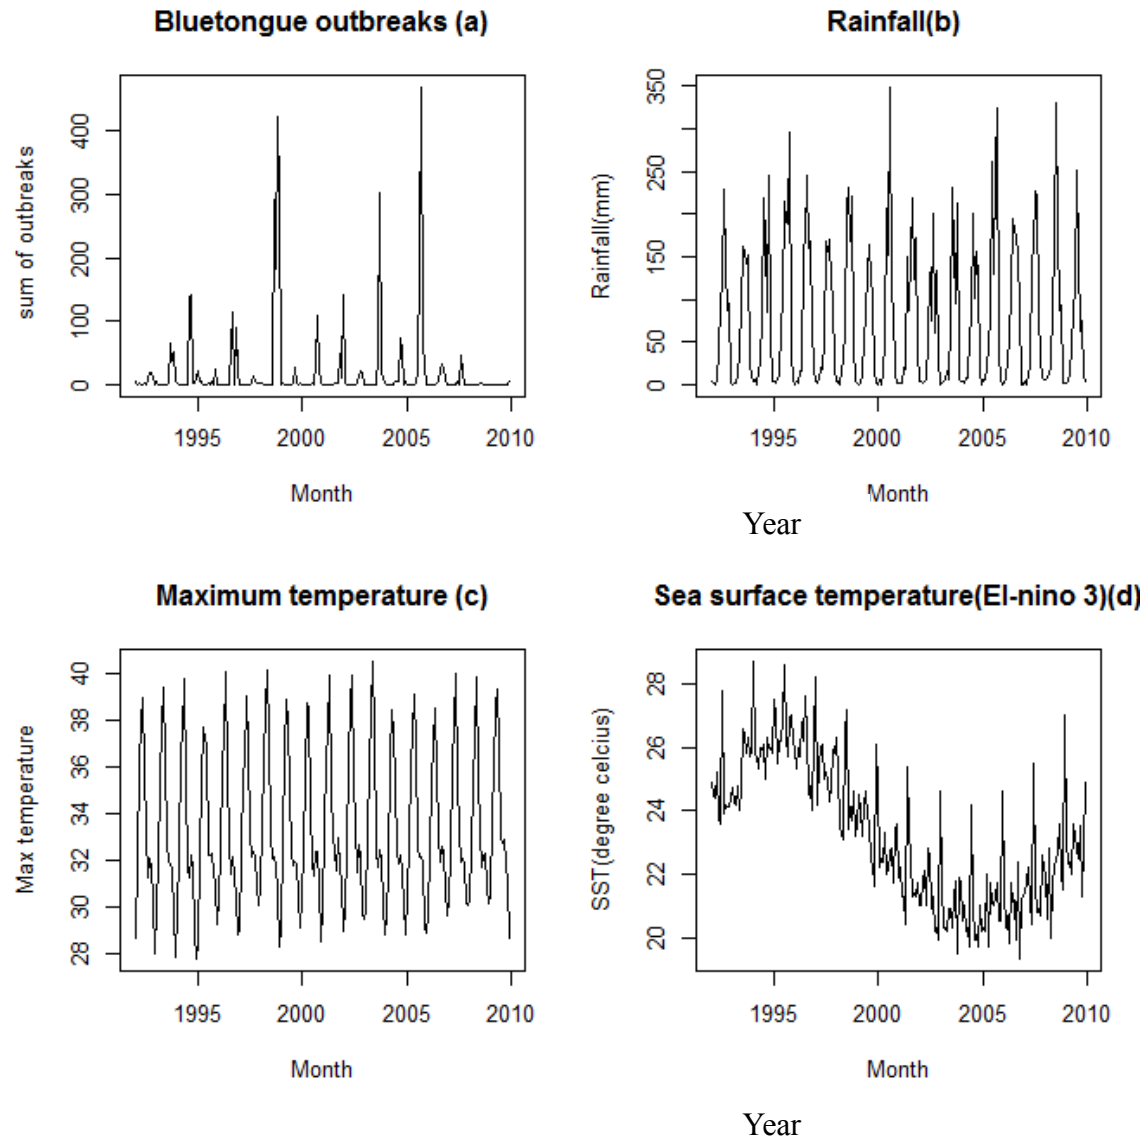 Bluetongue outbreaks (a)
sum of outbreaks
0
100
200
300
400
1995
2000
2005
2010
Month
Rainfall(b)
Rainfall(mm)
0
50
150
250
350
1995
2000
2005
2010
Month
Year
Maximum temperature (c)
Max temperature
28
30
32
34
36
38
40
1995
2000
2005
2010
Month
Sea surface temperature(El-nino 3)(d)
SST(degree celcius)
20
22
24
26
28
1995
2000
2005
2010
Month
Year